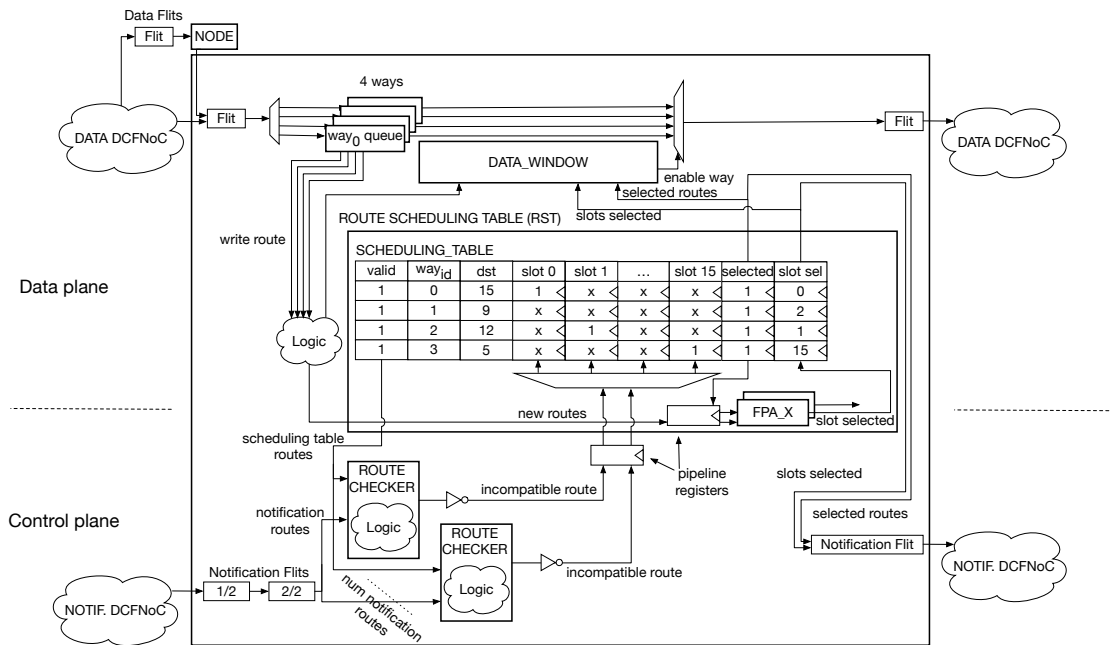 Data Flits
Flit
NODE
4 ways
DATA DCFNoC
Flit
way0 queue
Flit
DATA DCFNoC
DATA_WINDOW
enable way
selected routes
slots selected
ROUTE SCHEDULING TABLE (RST)
write route
SCHEDULING_TABLE
valid wayid dst slot 0 slot 1 ... slot 15 selected slot sel
1 0 15 1 x x x 1 0
1 1 9 x x x x 1 2
1 2 12 x 1 x x 1 1
1 3 5 x x x 1 1 15
Data plane
Logic
new routes
FPA_X
slot selected
scheduling table
routes
ROUTE
CHECKER
Logic
incompatible route
pipeline
registers
slots selected
selected routes
notification
routes
Control plane
ROUTE
CHECKER
Logic
incompatible route
Notification Flit
NOTIF. DCFNoC
Notification Flits
1/2
2/2
NOTIF. DCFNoC
num notification
routes